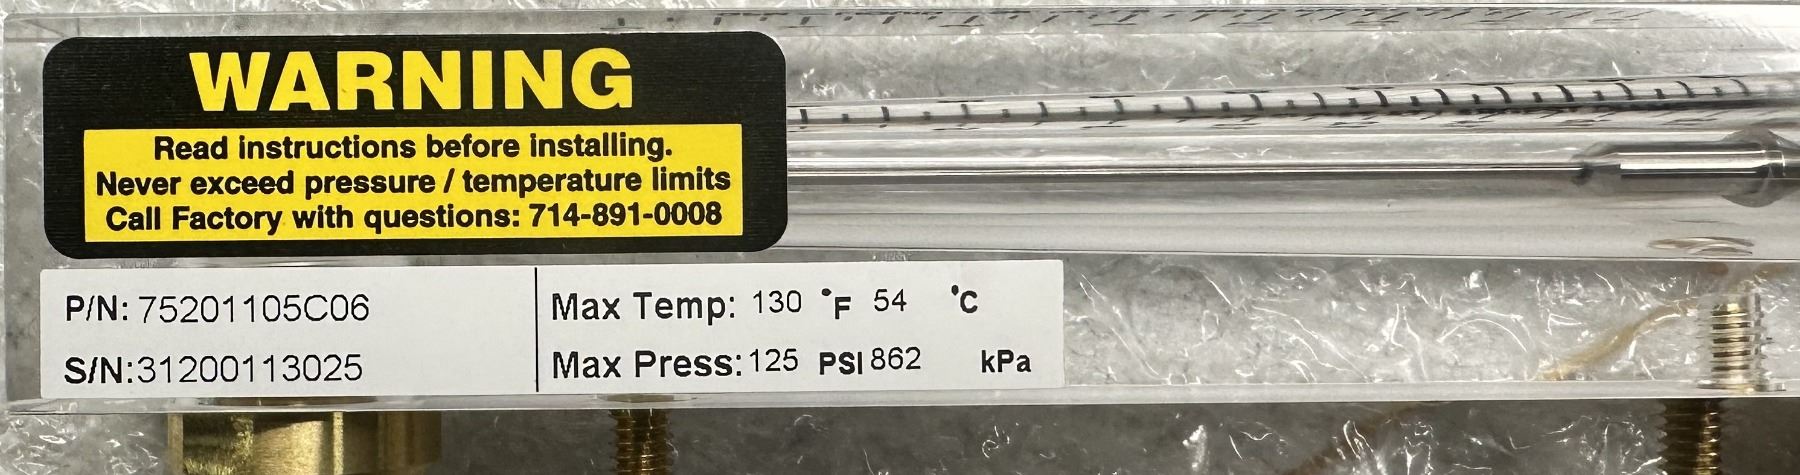 WARNING
Read instructions before installing.
Never exceed pressure / temperature limits
Call Factory with questions: 714-891-0008
P/N: 75201105C06
S/N:31200113025
Max Temp: 130 °F 54 °C
Max Press:125 PSI 862 kPa